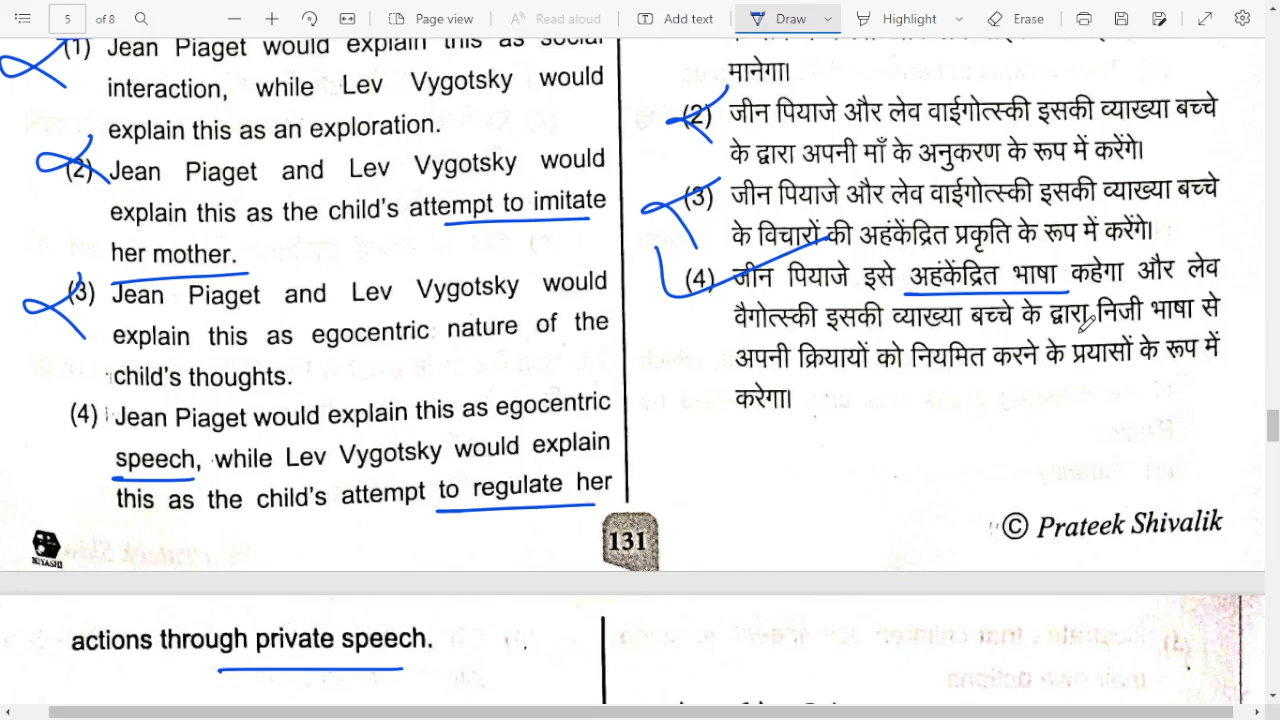 5 of 8
Page view
Read aloud
Add text
Draw
Highlight
Erase
(1) Jean Piaget would explain this as social
interaction, while Lev Vygotsky would
explain this as an exploration.
(2) Jean Piaget and Lev Vygotsky would
explain this as the child's attempt to imitate
her mother.
(3) Jean Piaget and Lev Vygotsky would
explain this as egocentric nature of the
child's thoughts.
(4) Jean Piaget would explain this as egocentric
speech, while Lev Vygotsky would explain
this as the child's attempt to regulate her
मानेगा।
(2) जीन पियाजे और लेव वाईगोत्स्की इसकी व्याख्या बच्चे
के द्वारा अपनी माँ के अनुकरण के रूप में करेंगे।
(3) जीन पियाजे और लेव वाईगोत्स्की इसकी व्याख्या बच्चे
के विचारों की अहंकेंद्रित प्रकृति के रूप में करेंगे।
(4) जीन पियाजे इसे अहंकेंद्रित भाषा कहेगा और लेव
वैगोत्स्की इसकी व्याख्या बच्चे के द्वारा निजी भाषा से
अपनी क्रियायों को नियमित करने के प्रयासों के रूप में
करेगा।
KIYASHI
131
© Prateek Shivalik
actions through private speech.